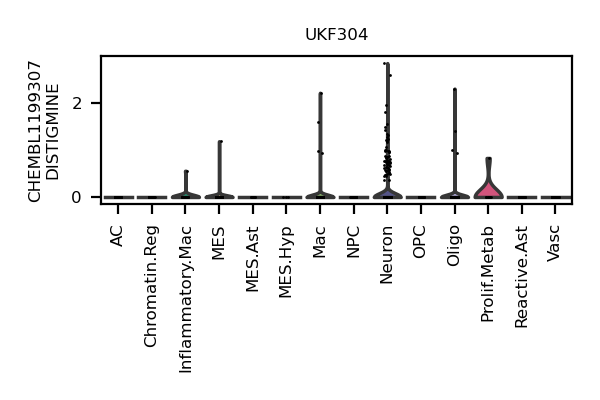 UKF304
CHEMBL1199307
DISTIGMINE
2
0
AC
Chromatin.Reg
Inflammatory.Mac
MES
MES.Ast
MES.Hyp
Mac
NPC
Neuron
OPC
Oligo
Prolif.Metab
Reactive.Ast
Vasc